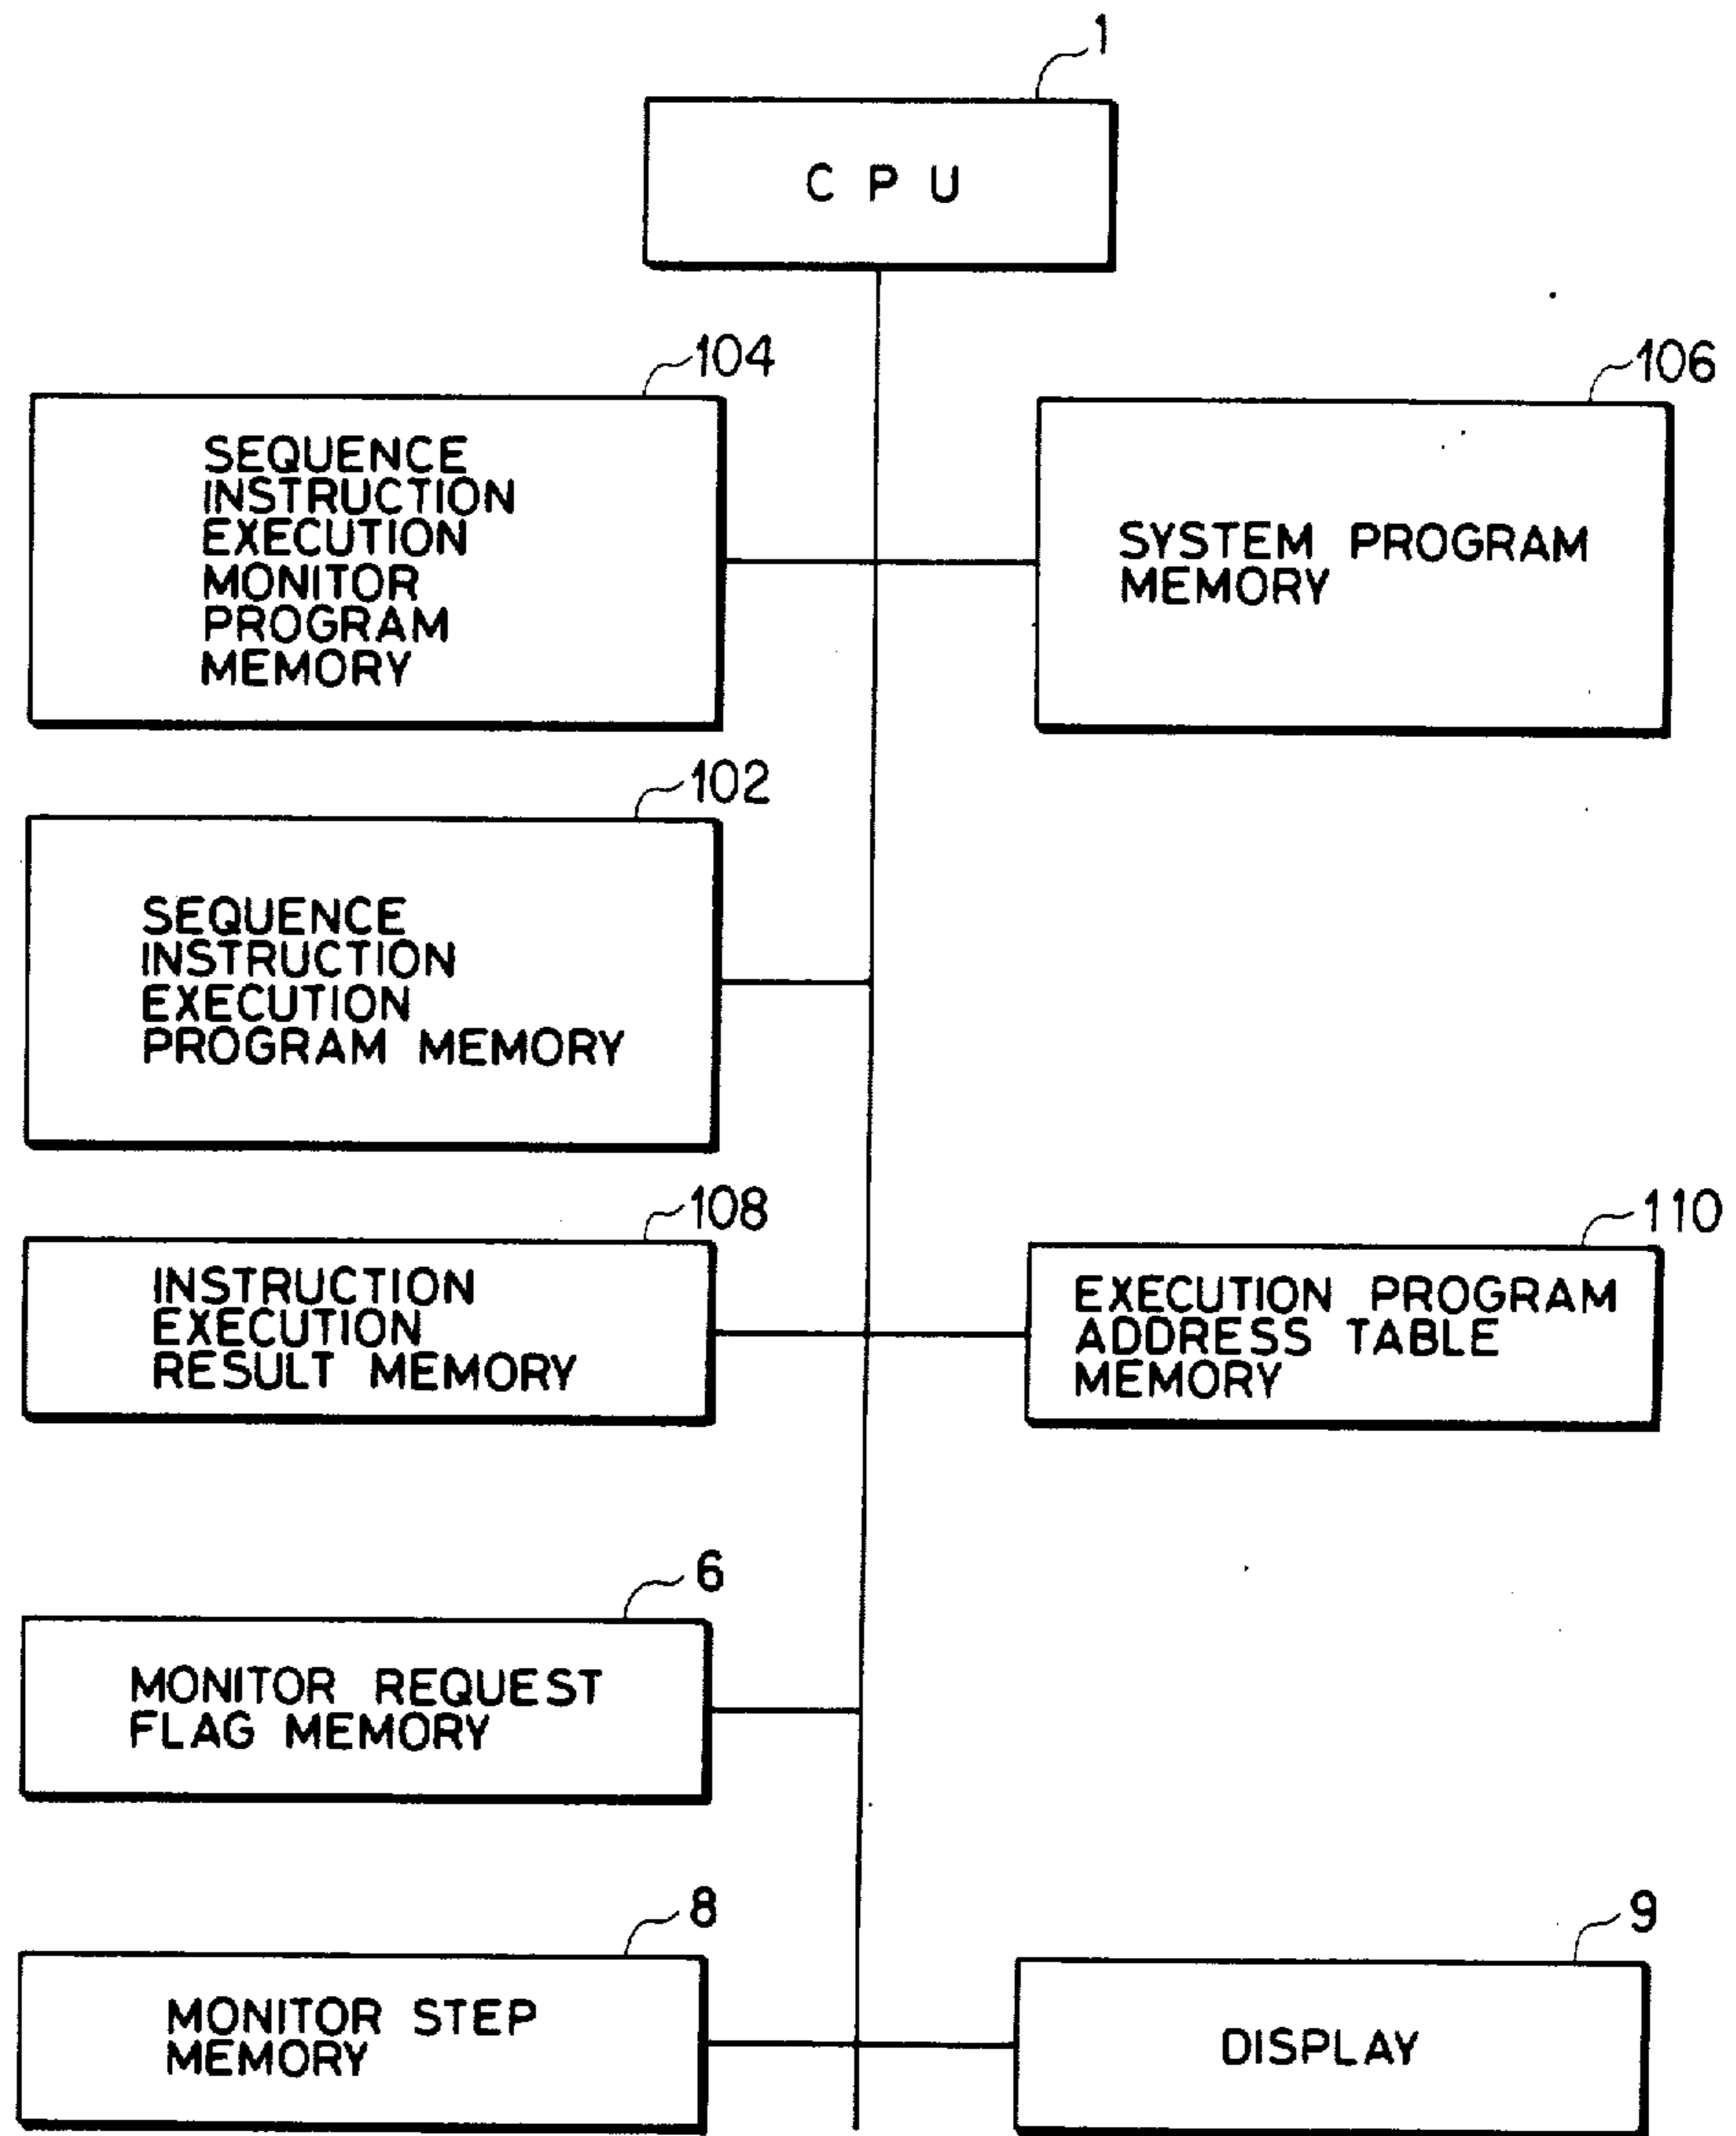 1
C P U
104
SEQUENCE
INSTRUCTION
EXECUTION
MONITOR
PROGRAM
MEMORY
106
SYSTEM PROGRAM
MEMORY
102
SEQUENCE
INSTRUCTION
EXECUTION
PROGRAM MEMORY
108
INSTRUCTION
EXECUTION
RESULT MEMORY
110
EXECUTION PROGRAM
ADDRESS TABLE
MEMORY
6
MONITOR REQUEST
FLAG MEMORY
8
MONITOR STEP
MEMORY
9
DISPLAY